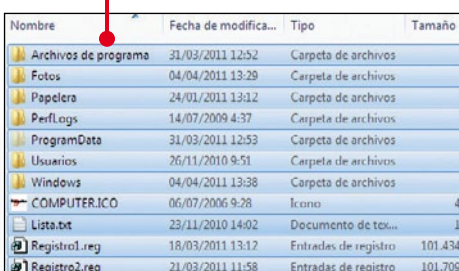 Nombre Fecha de modifica... Tipo Tamaño
Archivos de programa 31/03/2011 12:52 Carpeta de archivos
Fotos 04/04/2011 13:29 Carpeta de archivos
Papelera 24/01/2011 13:12 Carpeta de archivos
PerfLogs 14/07/2009 4:37 Carpeta de archivos
ProgramData 31/03/2011 12:53 Carpeta de archivos
Usuarios 26/11/2010 9:51 Carpeta de archivos
Windows 04/04/2011 13:38 Carpeta de archivos
COMPUTER.ICO 06/07/2006 9:28 Icono 4
Lista.txt 23/11/2010 14:02 Documento de tex... 1
Registro1.reg 18/03/2011 13:12 Entradas de registro 101.434
Registro2.reg 21/03/2011 11:58 Entradas de registro 101.709